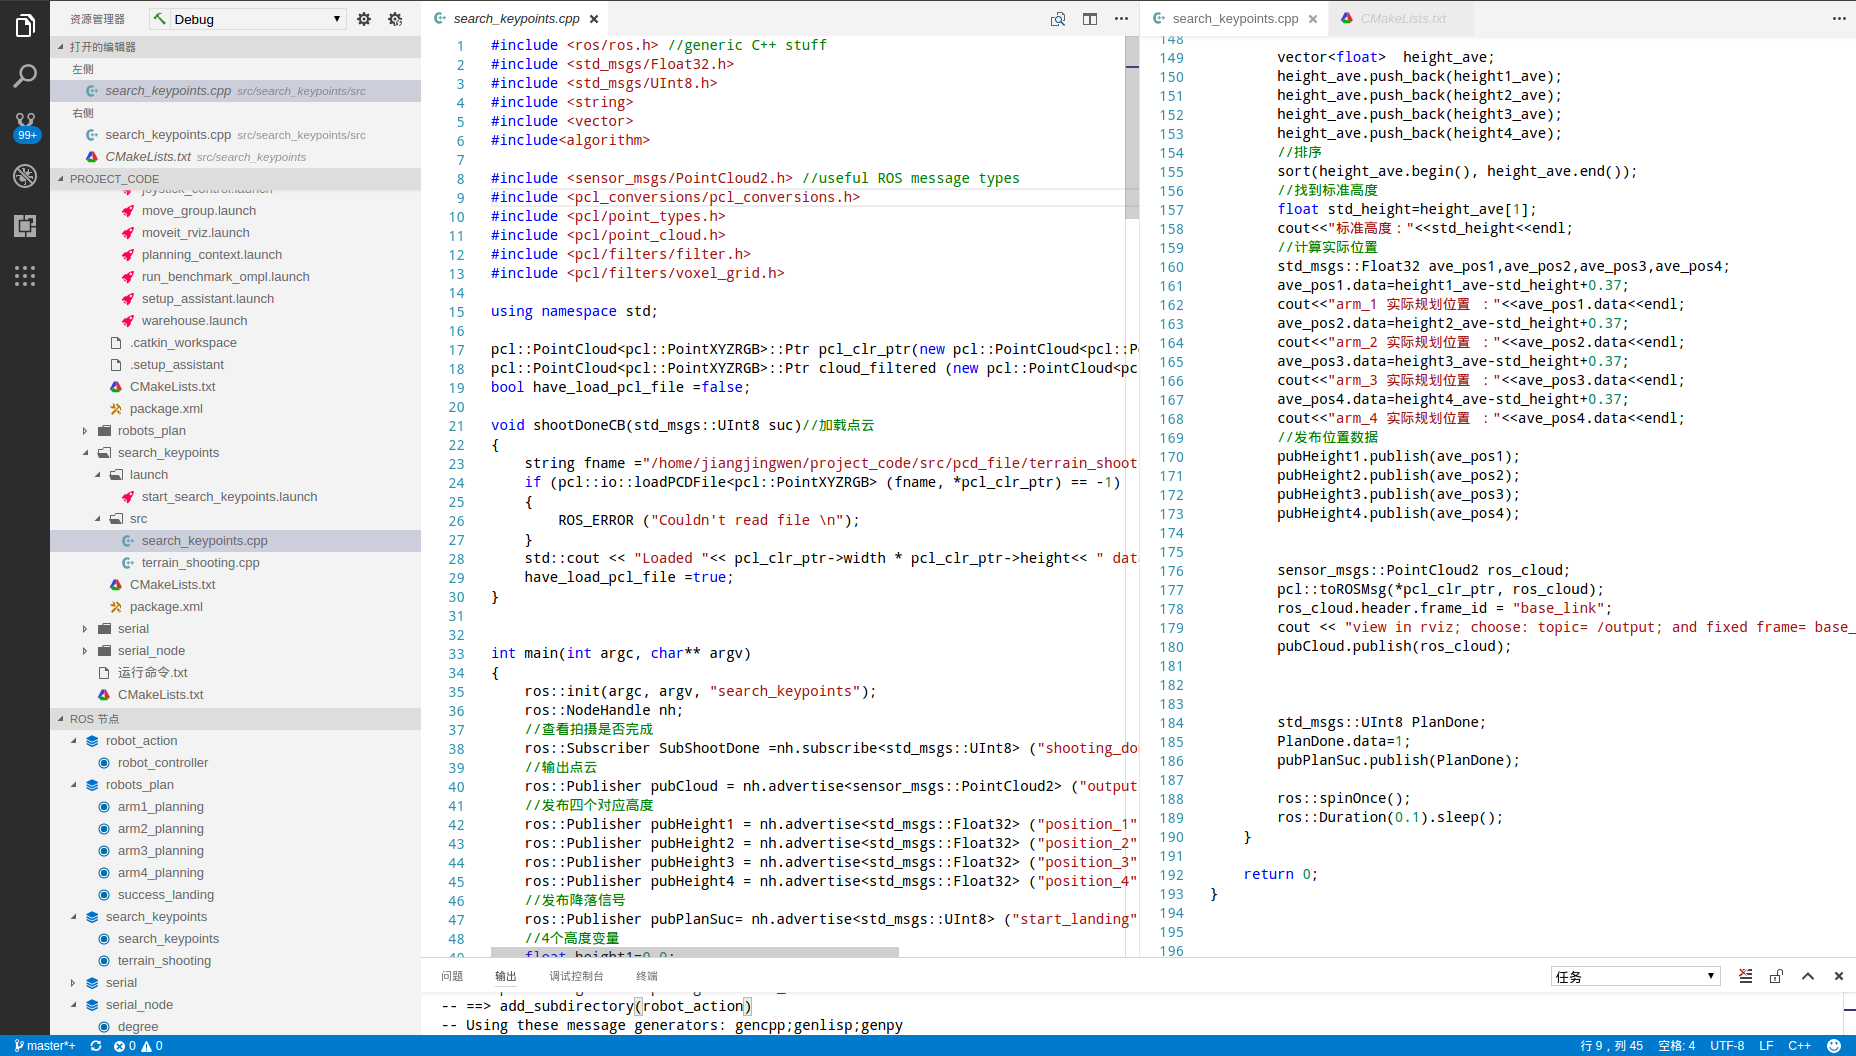 资源管理器
Debug
打开的编辑器
左侧
search_keypoints.cpp src/search_keypoints/src
右侧
search_keypoints.cpp src/search_keypoints/src
CMakeLists.txt src/search_keypoints
99+
PROJECT_CODE
joystick_control.launch
move_group.launch
moveit_rviz.launch
planning_context.launch
run_benchmark_ompl.launch
setup_assistant.launch
warehouse.launch
.catkin_workspace
.setup_assistant
CMakeLists.txt
package.xml
robots_plan
search_keypoints
launch
start_search_keypoints.launch
src
search_keypoints.cpp
terrain_shooting.cpp
CMakeLists.txt
package.xml
serial
serial_node
运行命令.txt
CMakeLists.txt
ROS 节点
robot_action
robot_controller
robots_plan
arm1_planning
arm2_planning
arm3_planning
arm4_planning
success_landing
search_keypoints
search_keypoints
terrain_shooting
serial
serial_node
degree
search_keypoints.cpp
1 #include <ros/ros.h> //generic C++ stuff
2 #include <std_msgs/Float32.h>
3 #include <std_msgs/UInt8.h>
4 #include <string>
5 #include <vector>
6 #include<algorithm>
7
8 #include <sensor_msgs/PointCloud2.h> //useful ROS message types
9 #include <pcl_conversions/pcl_conversions.h>
10 #include <pcl/point_types.h>
11 #include <pcl/point_cloud.h>
12 #include <pcl/filters/filter.h>
13 #include <pcl/filters/voxel_grid.h>
14
15 using namespace std;
16
17 pcl::PointCloud<pcl::PointXYZRGB>::Ptr pcl_clr_ptr(new pcl::PointCloud<pcl::P
18 pcl::PointCloud<pcl::PointXYZRGB>::Ptr cloud_filtered (new pcl::PointCloud<pc
19 bool have_load_pcl_file =false;
20
21 void shootDoneCB(std_msgs::UInt8 suc)//加载点云
22 {
23 string fname ="/home/jiangjingwen/project_code/src/pcd_file/terrain_shoot
24 if (pcl::io::loadPCDFile<pcl::PointXYZRGB> (fname, *pcl_clr_ptr) == -1)
25 {
26 ROS_ERROR ("Couldn't read file \n");
27 }
28 std::cout << "Loaded "<< pcl_clr_ptr->width * pcl_clr_ptr->height<< " dat
29 have_load_pcl_file =true;
30 }
31
32
33 int main(int argc, char** argv)
34 {
35 ros::init(argc, argv, "search_keypoints");
36 ros::NodeHandle nh;
37 //查看拍摄是否完成
38 ros::Subscriber SubShootDone =nh.subscribe<std_msgs::UInt8> ("shooting_do
39 //输出点云
40 ros::Publisher pubCloud = nh.advertise<sensor_msgs::PointCloud2> ("output
41 //发布四个对应高度
42 ros::Publisher pubHeight1 = nh.advertise<std_msgs::Float32> ("position_1"
43 ros::Publisher pubHeight2 = nh.advertise<std_msgs::Float32> ("position_2"
44 ros::Publisher pubHeight3 = nh.advertise<std_msgs::Float32> ("position_3"
45 ros::Publisher pubHeight4 = nh.advertise<std_msgs::Float32> ("position_4"
46 //发布降落信号
47 ros::Publisher pubPlanSuc= nh.advertise<std_msgs::UInt8> ("start_landing"
48 //4个高度变量
49 float height1=0.0;
search_keypoints.cpp
CMakeLists.txt
148
149 vector<float> height_ave;
150 height_ave.push_back(height1_ave);
151 height_ave.push_back(height2_ave);
152 height_ave.push_back(height3_ave);
153 height_ave.push_back(height4_ave);
154 //排序
155 sort(height_ave.begin(), height_ave.end());
156 //找到标准高度
157 float std_height=height_ave[1];
158 cout<<"标准高度："<<std_height<<endl;
159 //计算实际位置
160 std_msgs::Float32 ave_pos1,ave_pos2,ave_pos3,ave_pos4;
161 ave_pos1.data=height1_ave-std_height+0.37;
162 cout<<"arm_1 实际规划位置 ："<<ave_pos1.data<<endl;
163 ave_pos2.data=height2_ave-std_height+0.37;
164 cout<<"arm_2 实际规划位置 ："<<ave_pos2.data<<endl;
165 ave_pos3.data=height3_ave-std_height+0.37;
166 cout<<"arm_3 实际规划位置 ："<<ave_pos3.data<<endl;
167 ave_pos4.data=height4_ave-std_height+0.37;
168 cout<<"arm_4 实际规划位置 ："<<ave_pos4.data<<endl;
169 //发布位置数据
170 pubHeight1.publish(ave_pos1);
171 pubHeight2.publish(ave_pos2);
172 pubHeight3.publish(ave_pos3);
173 pubHeight4.publish(ave_pos4);
174
175
176 sensor_msgs::PointCloud2 ros_cloud;
177 pcl::toROSMsg(*pcl_clr_ptr, ros_cloud);
178 ros_cloud.header.frame_id = "base_link";
179 cout << "view in rviz; choose: topic= /output; and fixed frame= base_
180 pubCloud.publish(ros_cloud);
181
182
183
184 std_msgs::UInt8 PlanDone;
185 PlanDone.data=1;
186 pubPlanSuc.publish(PlanDone);
187
188 ros::spinOnce();
189 ros::Duration(0.1).sleep();
190 }
191
192 return 0;
193 }
194
195
196
问题 输出 调试控制台 终端
任务
-- ==> add_subdirectory(robot_action)
-- Using these message generators: gencpp;genlisp;genpy
master*+ 0 0
行 9，列 45 空格: 4 UTF-8 LF C++